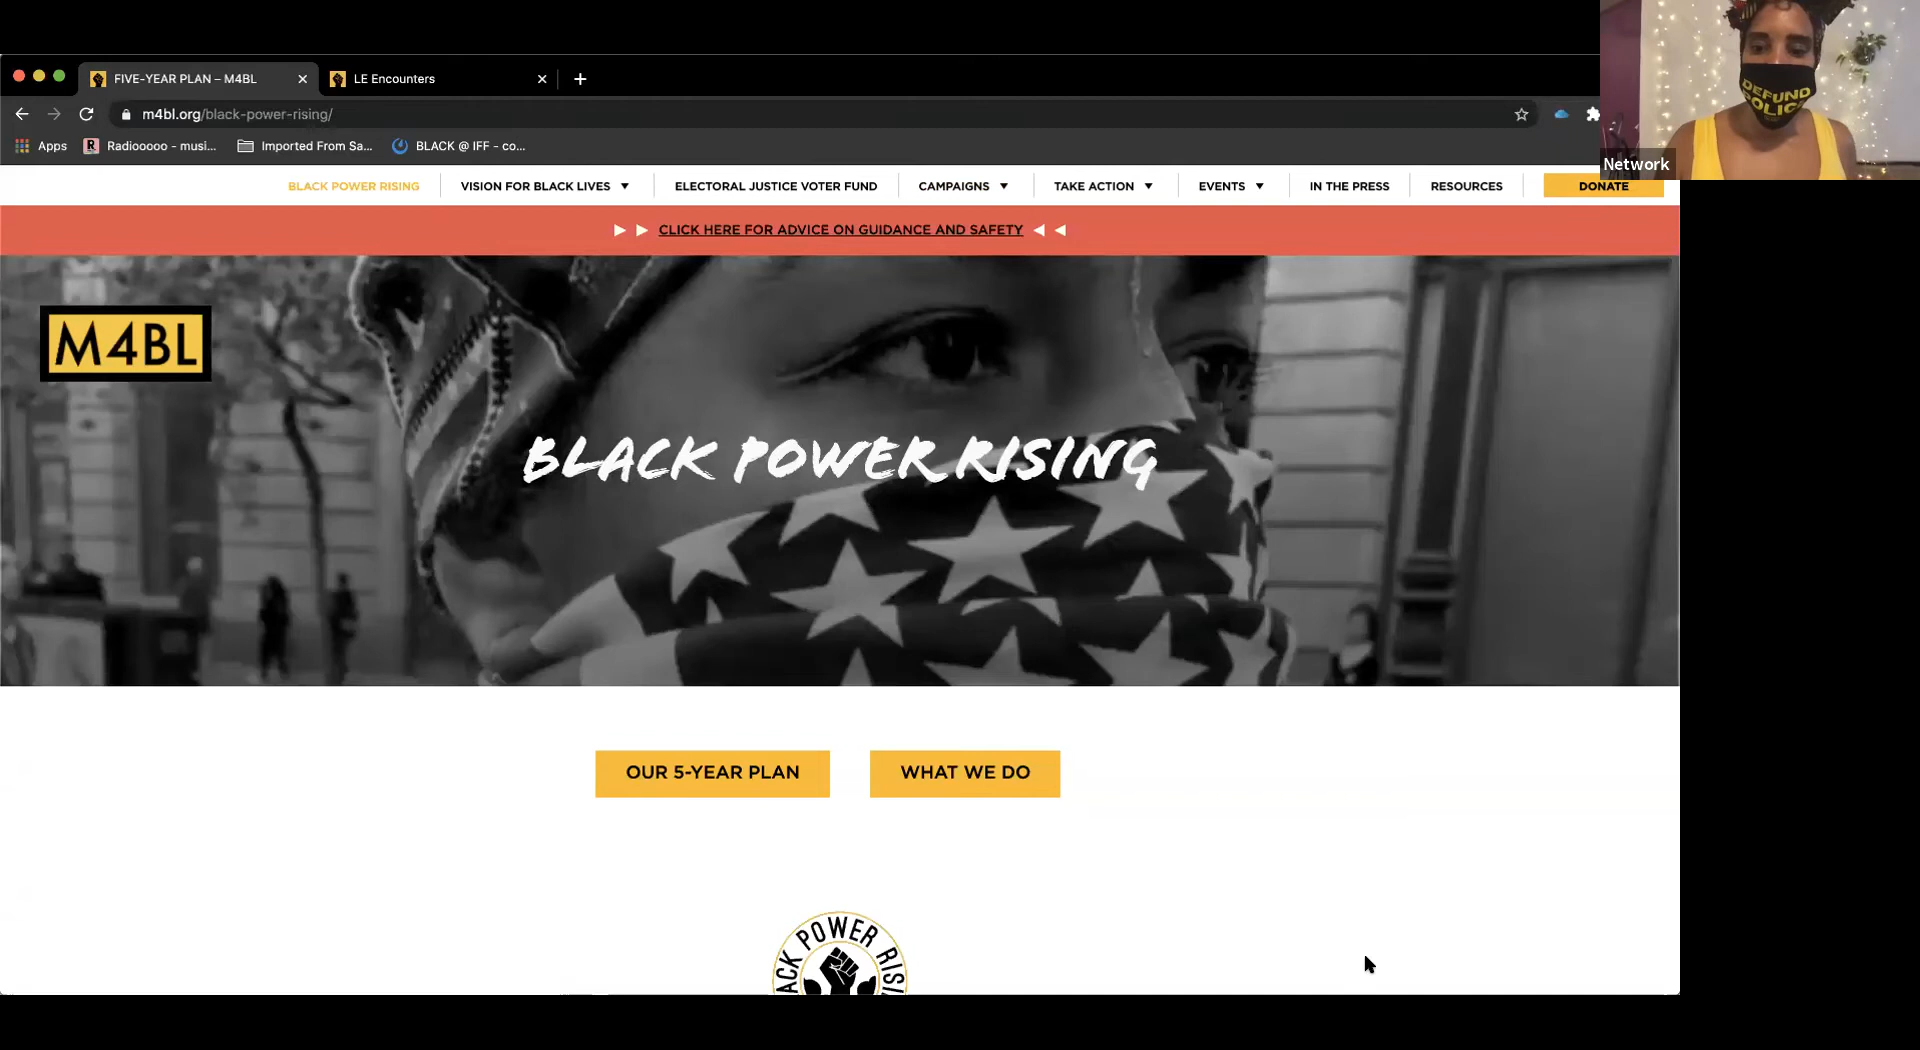 FIVE-YEAR PLAN – M4BL
LE Encounters
m4bl.org/black-power-rising/
Apps
Radiooooo - musi...
Imported From Sa...
BLACK @ IFF - co...
DEFUND
POLICE
Network
BLACK POWER RISING
VISION FOR BLACK LIVES
ELECTORAL JUSTICE VOTER FUND
CAMPAIGNS
TAKE ACTION
EVENTS
IN THE PRESS
RESOURCES
DONATE
CLICK HERE FOR ADVICE ON GUIDANCE AND SAFETY
M4BL
BLACK POWER RISING
OUR 5-YEAR PLAN
WHAT WE DO
ACK POWER RISI